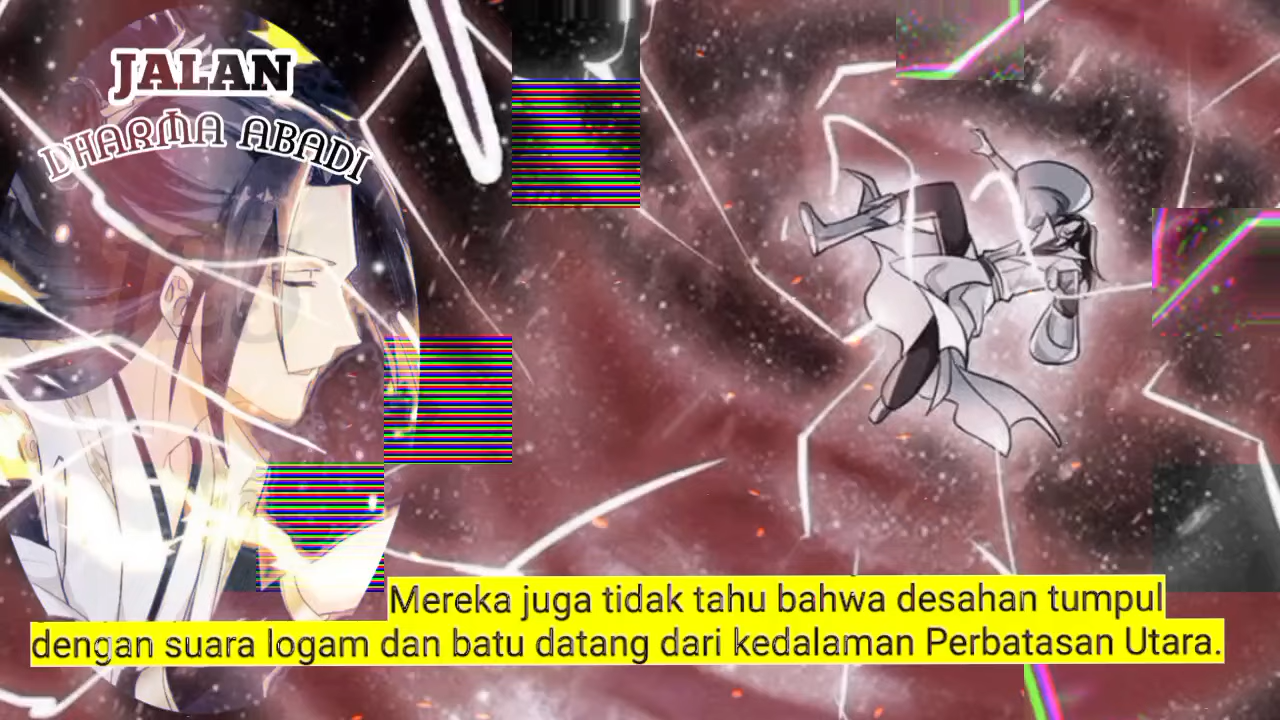 JALAN
DHARMA ABADI
Mereka juga tidak tahu bahwa desahan tumpul
dengan suara logam dan batu datang dari kedalaman Perbatasan Utara.